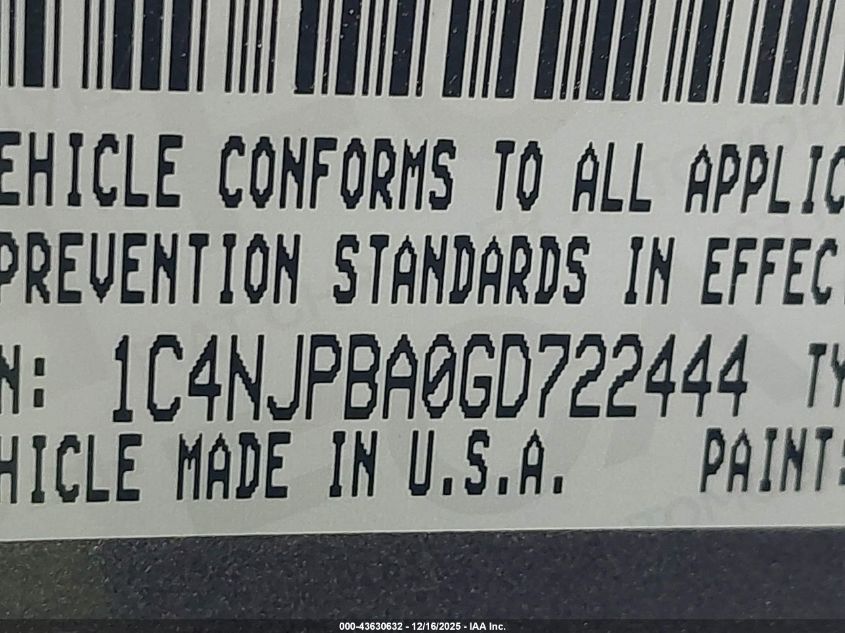 EHICLE CONFORMS TO ALL APPLIC
PREVENTION STANDARDS IN EFFEC
N: 1C4NJPBA0GD722444 TY
HICLE MADE IN U.S.A. PAINT:
000-43630632 - 12/16/2025 - IAA Inc.